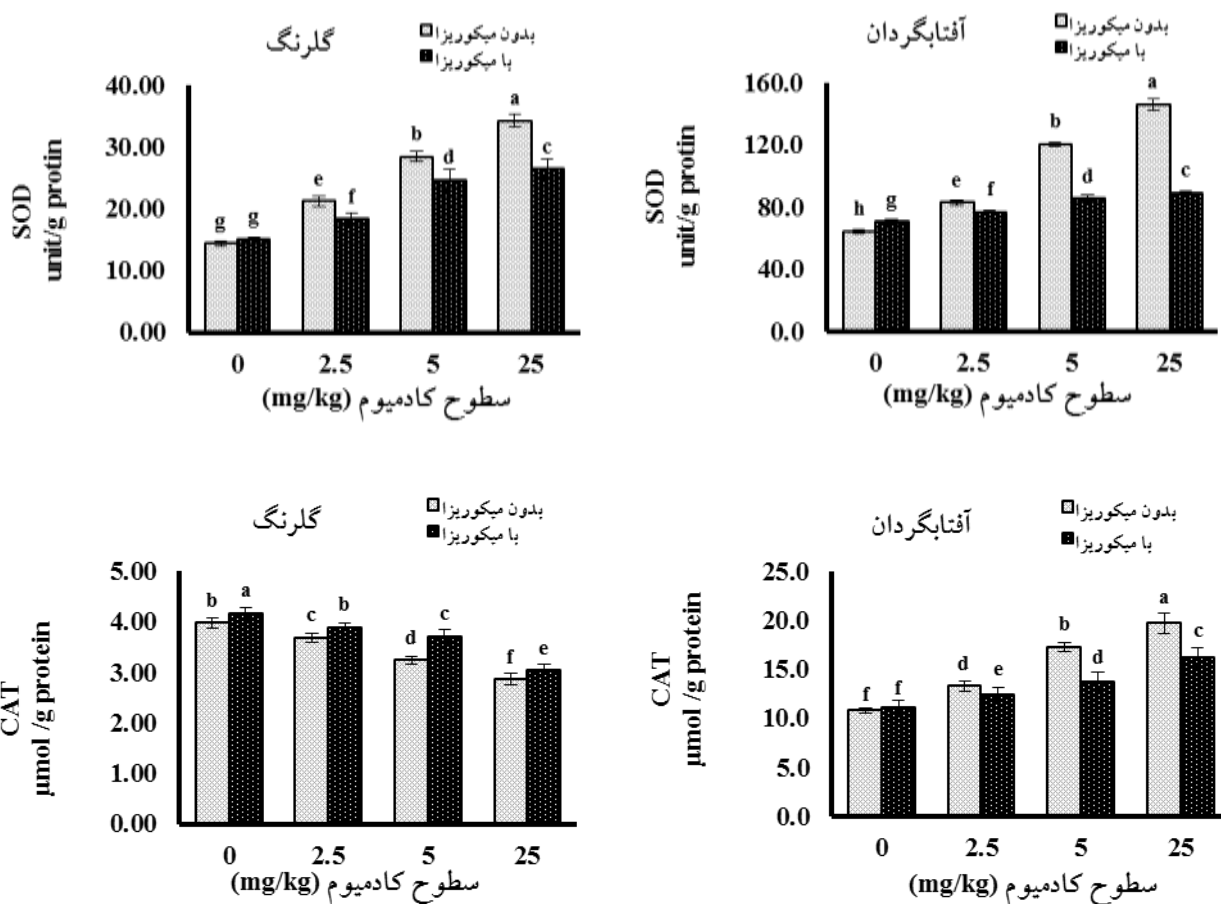 گلرنگ
بدون میکوریزا
با میکوریزا
SOD
unit/g protin
40.00
30.00
20.00
10.00
0.00
g g e f b d a c
0 2.5 5 25
سطوح کادمیوم (mg/kg)
آفتابگردان
بدون میکوریزا
با میکوریزا
SOD
unit/g protin
160.0
120.0
80.0
40.0
0.0
h g e f b d a c
0 2.5 5 25
سطوح کادمیوم (mg/kg)
گلرنگ
بدون میکوریزا
با میکوریزا
CAT
µmol /g protein
5.00
4.00
3.00
2.00
1.00
0.00
b a c b d c f e
0 2.5 5 25
سطوح کادمیوم (mg/kg)
آفتابگردان
بدون میکوریزا
با میکوریزا
CAT
µmol /g protein
25.0
20.0
15.0
10.0
5.0
0.0
f f d e b d a c
0 2.5 5 25
سطوح کادمیوم (mg/kg)